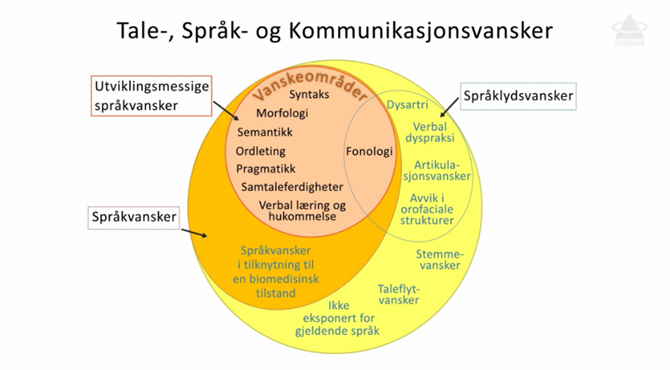 Statped
Tale-, Språk- og Kommunikasjonsvansker
Utviklingsmessige
språkvansker
Vanskeområder
Syntaks
Morfologi
Semantikk
Ordleting
Pragmatikk
Samtaleferdigheter
Verbal læring og
hukommelse
Fonologi
Språklydsvansker
Dysartri
Verbal
dyspraksi
Artikula-
sjonsvansker
Avvik i
orofaciale
strukturer
Språkvansker
Språkvansker
i tilknytning til
en biomedisinsk
tilstand
Stemme-
vansker
Taleflyt-
vansker
Ikke
eksponert for
gjeldende språk